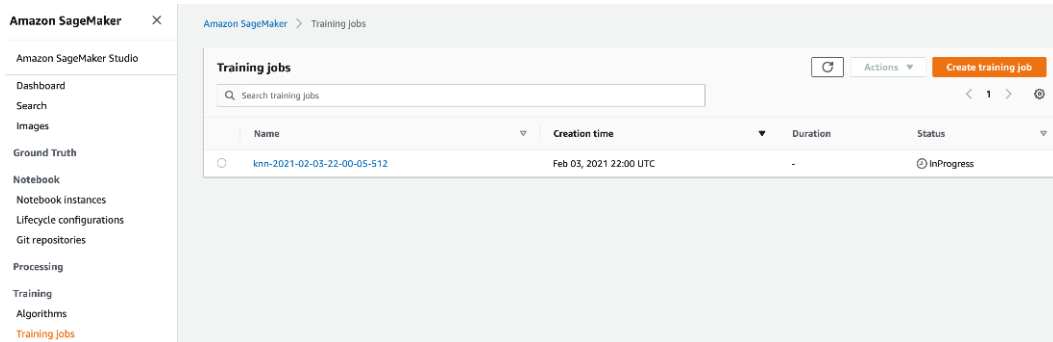 Amazon SageMaker
Amazon SageMaker Studio
Dashboard
Search
Images
Ground Truth
Notebook
Notebook instances
Lifecycle configurations
Git repositories
Processing
Training
Algorithms
Training jobs
Amazon SageMaker > Training jobs
Training jobs
Actions
Create training job
Search training jobs
< 1 >
Name Creation time Duration Status
knn-2021-02-03-22-00-05-512 Feb 03, 2021 22:00 UTC - InProgress